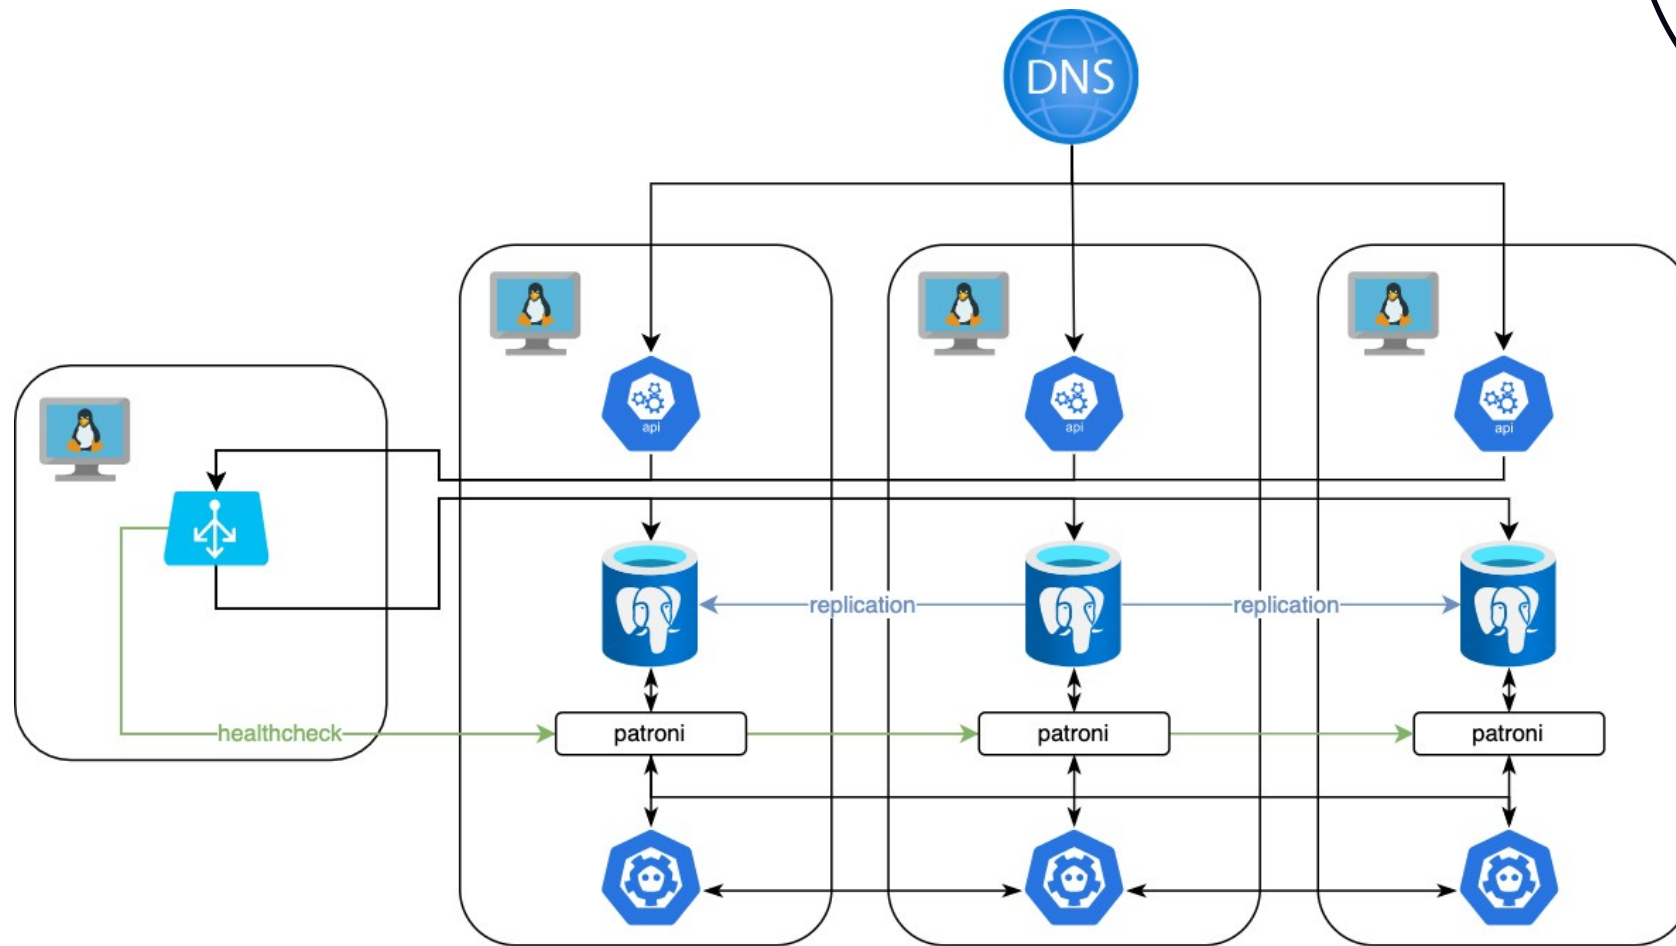 DNS
api
api
api
replication
replication
healthcheck
patroni
patroni
patroni